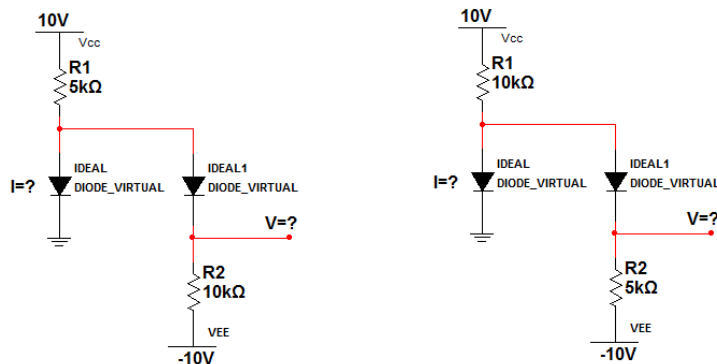 10V
Vcc
R1
5kΩ
IDEAL
DIODE_VIRTUAL
I=?
IDEAL1
DIODE_VIRTUAL
V=?
R2
10kΩ
VEE
-10V
10V
Vcc
R1
10kΩ
IDEAL
DIODE_VIRTUAL
I=?
IDEAL1
DIODE_VIRTUAL
V=?
R2
5kΩ
VEE
-10V